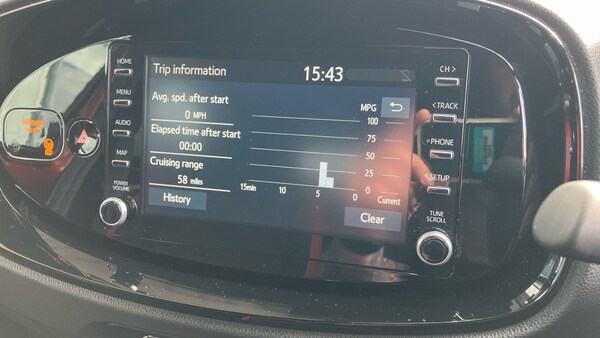 Trip information
15:43
Avg. spd. after start
0 MPH
Elapsed time after start
00:00
Cruising range
58 miles
History
MPG
100
75
50
25
0
15min 10 5 0 Current
Clear
HOME
MENU
AUDIO
MAP
POWER
VOLUME
CH >
< TRACK
PHONE
SETUP
TUNE
SCROLL